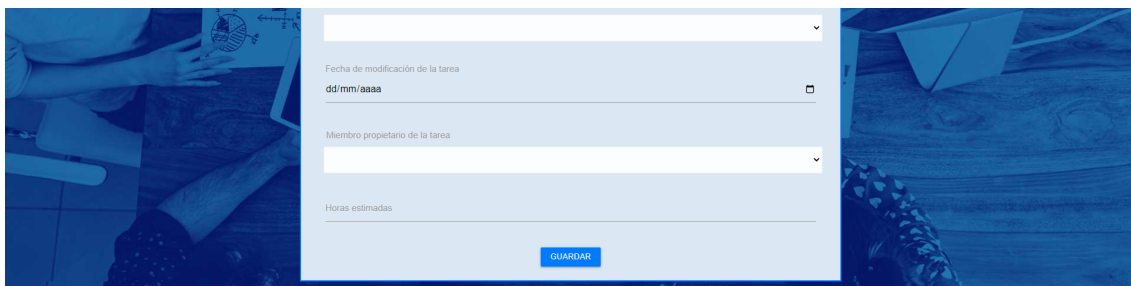 Fecha de modificación de la tarea
dd/mm/aaaa
Miembro propietario de la tarea
Horas estimadas
GUARDAR